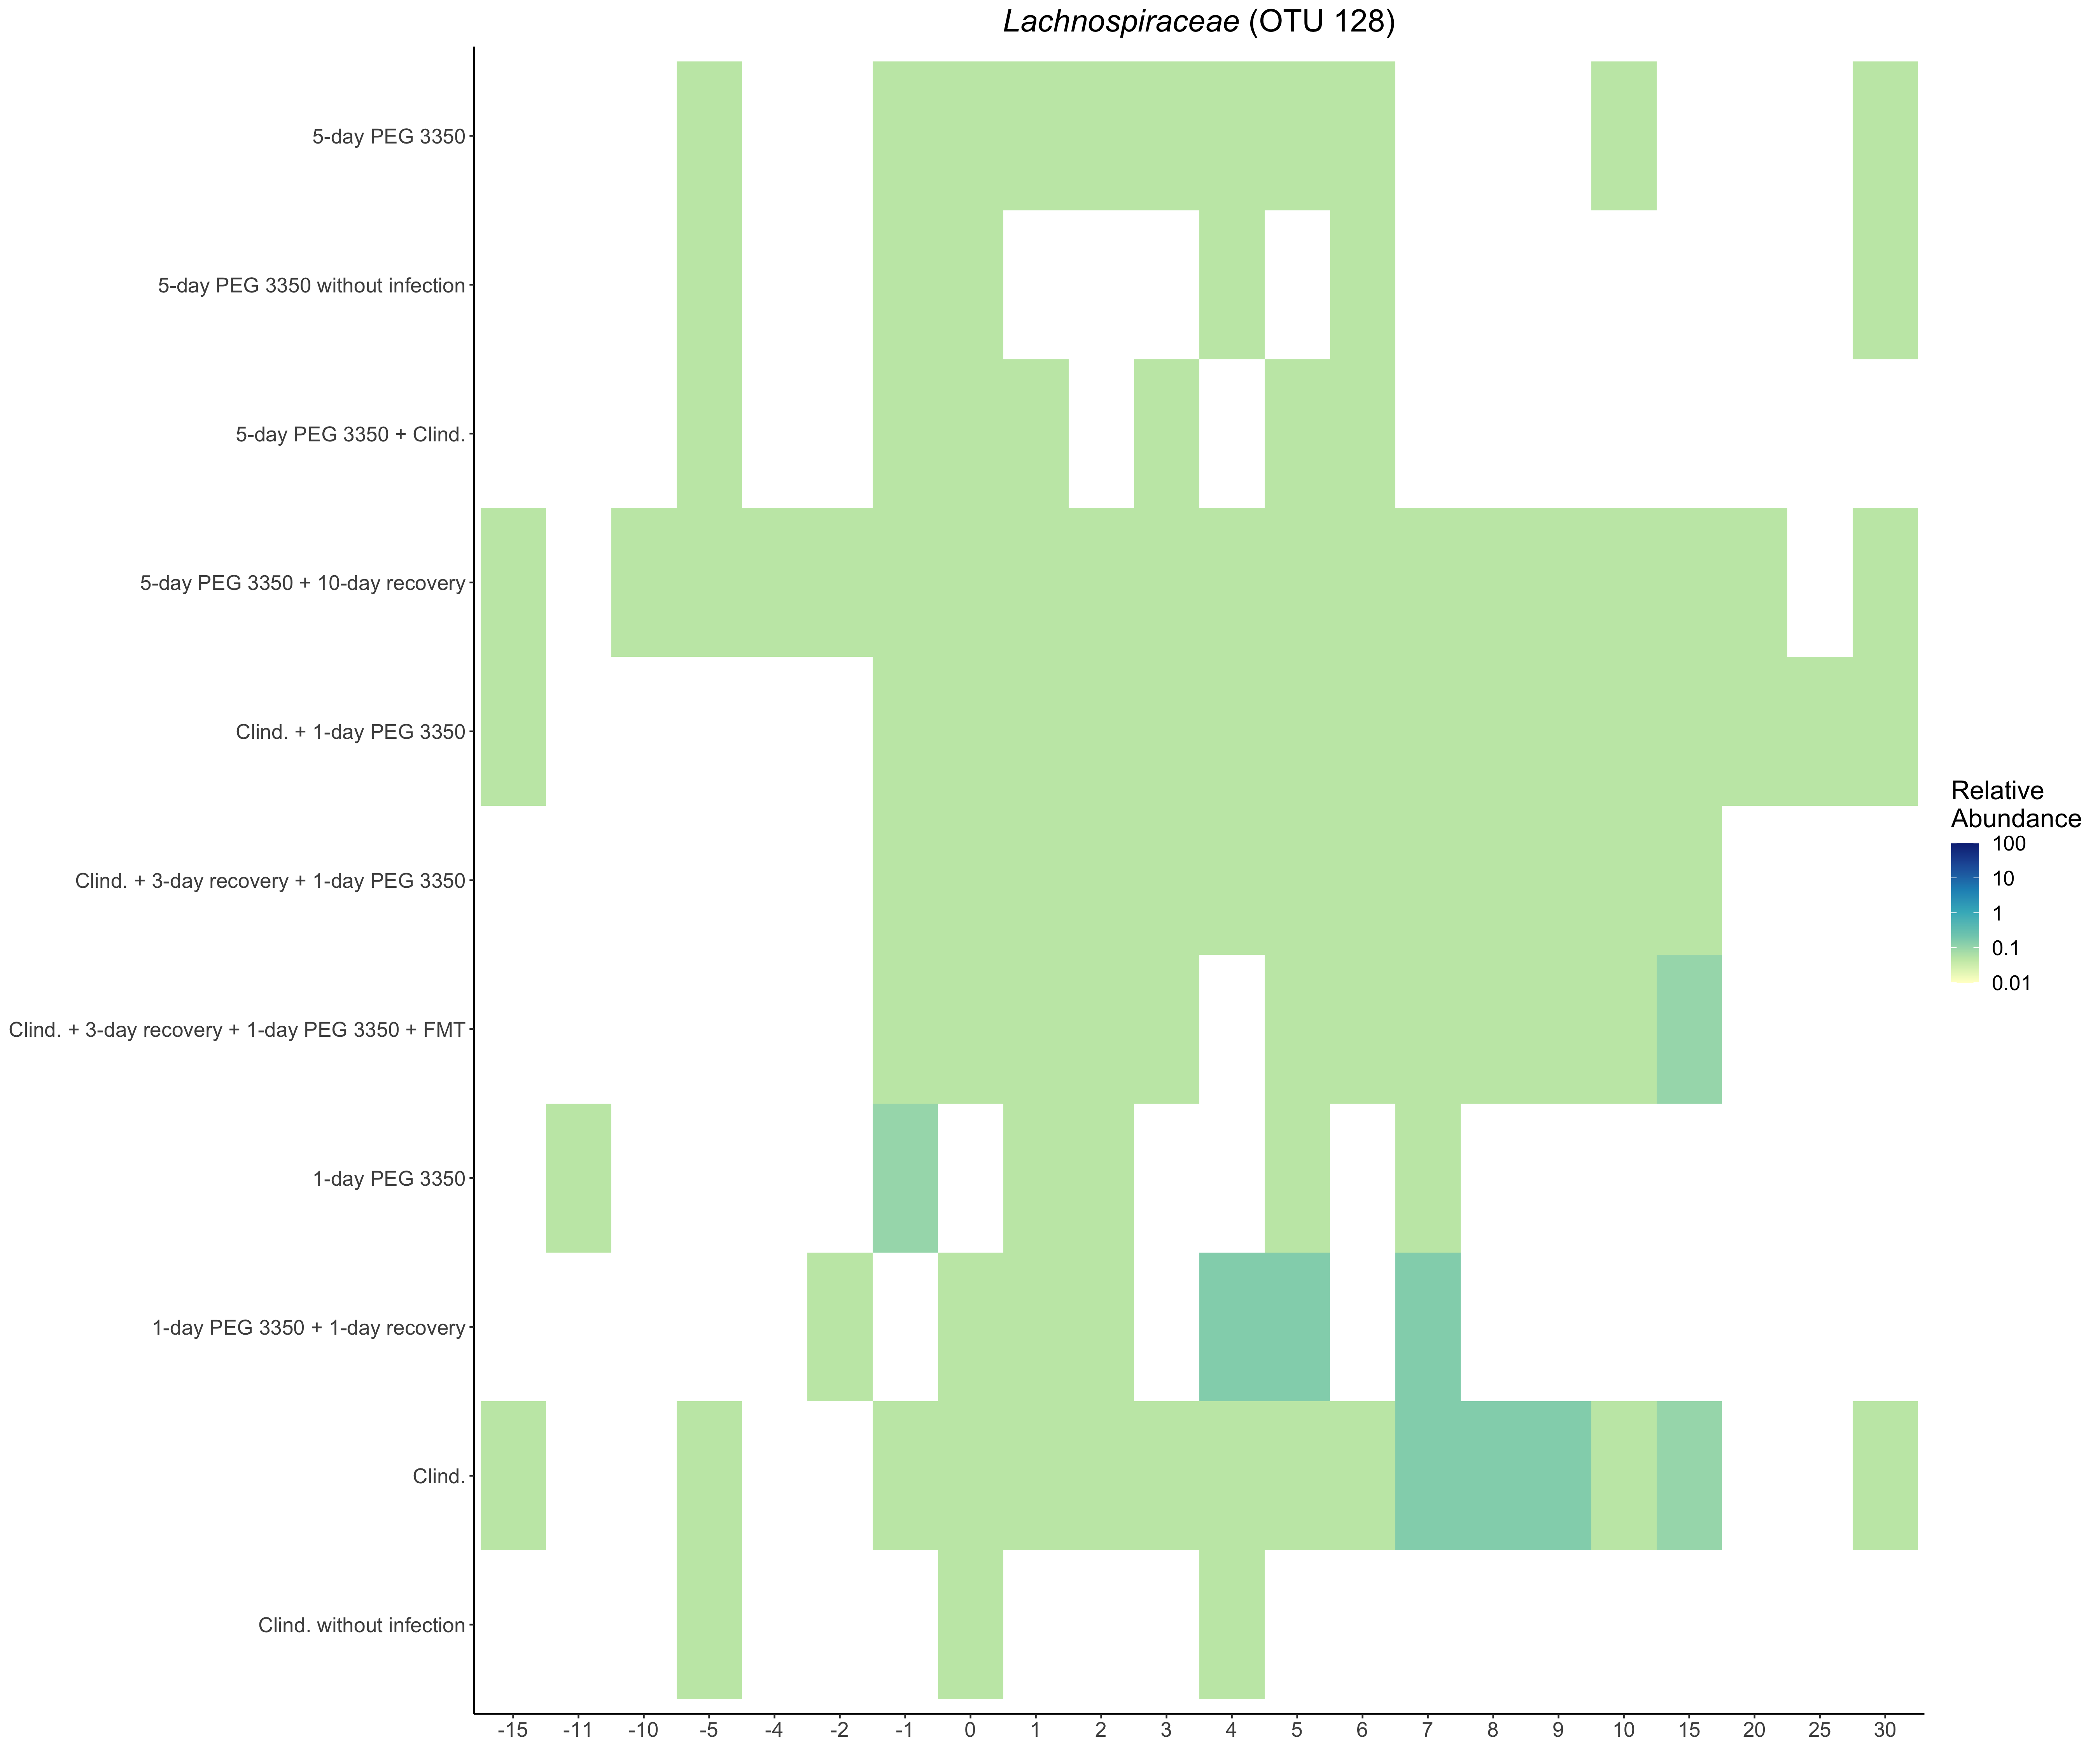 Lachnospiraceae (OTU 128)
5-day PEG 3350
5-day PEG 3350 without infection
5-day PEG 3350 + Clind.
5-day PEG 3350 + 10-day recovery
Clind. + 1-day PEG 3350
Clind. + 3-day recovery + 1-day PEG 3350
Clind. + 3-day recovery + 1-day PEG 3350 + FMT
1-day PEG 3350
1-day PEG 3350 + 1-day recovery
Clind.
Clind. without infection
-15 -11 -10 -5 -4 -2 -1 0 1 2 3 4 5 6 7 8 9 10 15 20 25 30
Relative
Abundance
100
10
1
0.1
0.01